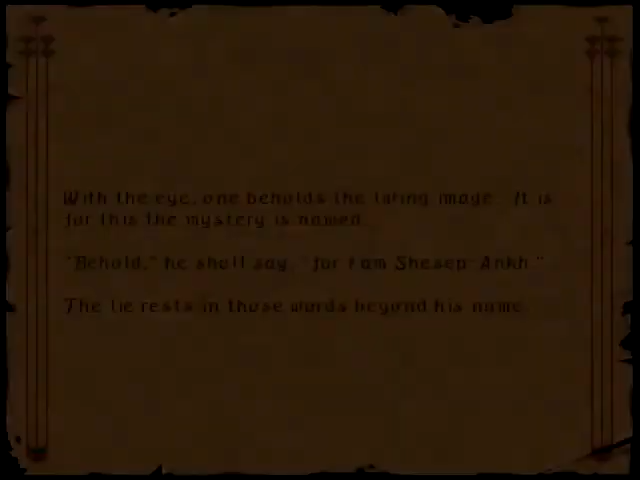 With the eye, one beholds the living image. It is
for this the mystery is named.
"Behold," he shall say, "for I am Shesep-Ankh."
The lie rests in those words beyond his name.